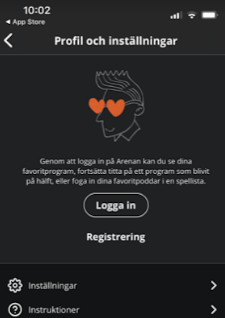 10:02
◀ App Store
Profil och inställningar
Genom att logga in på Arenan kan du se dina
favoritprogram, fortsätta titta på ett program som blivit
på hälft, eller foga in dina favoritpoddar i en spellista.
Logga in
Registrering
Inställningar
Instruktioner